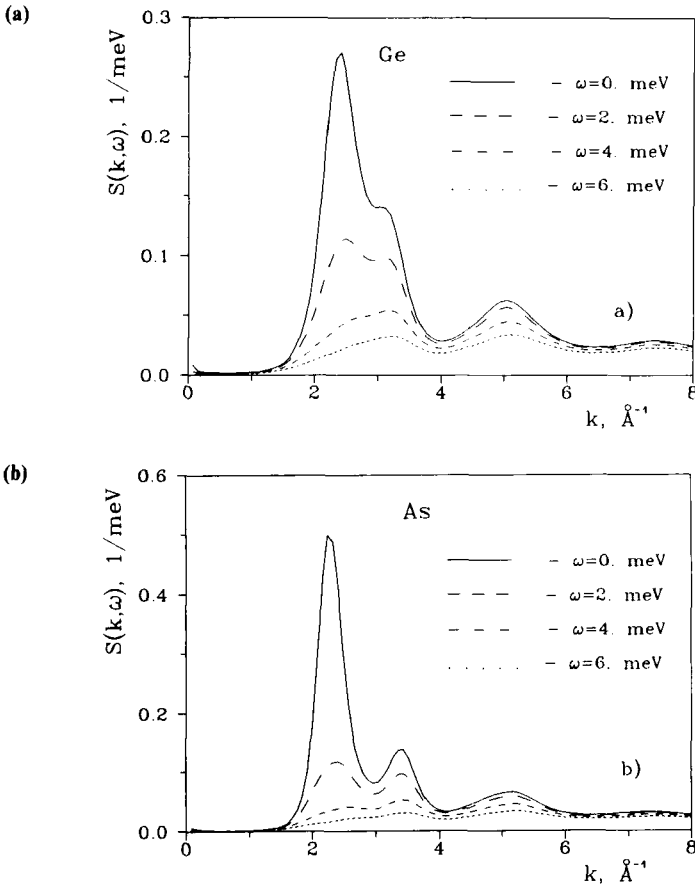 (a)
0.3
0.2
0.1
0.0
S(k,ω), 1/meV
Ge
– ω=0. meV
– ω=2. meV
– ω=4. meV
– ω=6. meV
a)
0 2 4 6 8
k, Å⁻¹
(b)
0.6
0.4
0.2
0.0
S(k,ω), 1/meV
As
– ω=0. meV
– ω=2. meV
– ω=4. meV
– ω=6. meV
b)
0 2 4 6 8
k, Å⁻¹